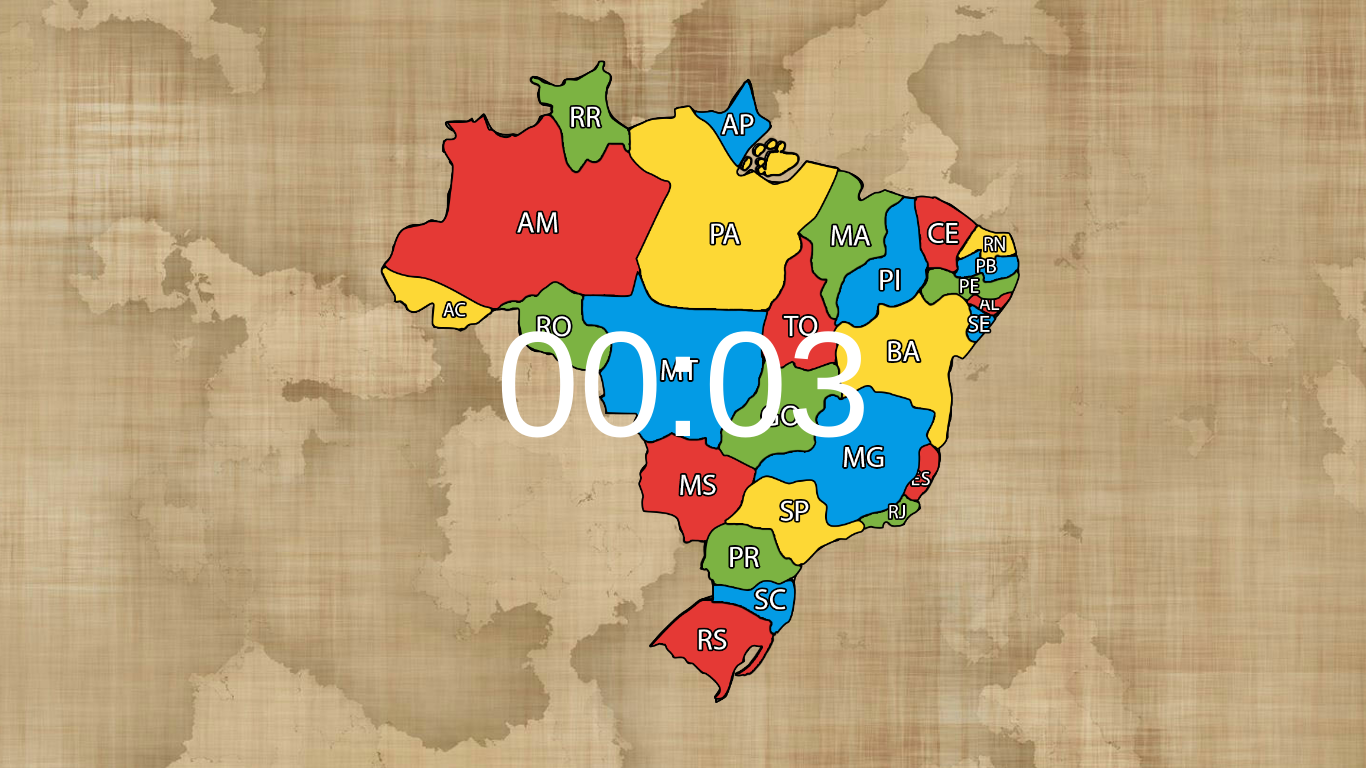 RR
AP
AM
PA
MA
CE
RN
PB
PI
PE
AC
AL
RO
TO
SE
BA
MT
00:03
GO
MG
MS
ES
SP
RJ
PR
SC
RS